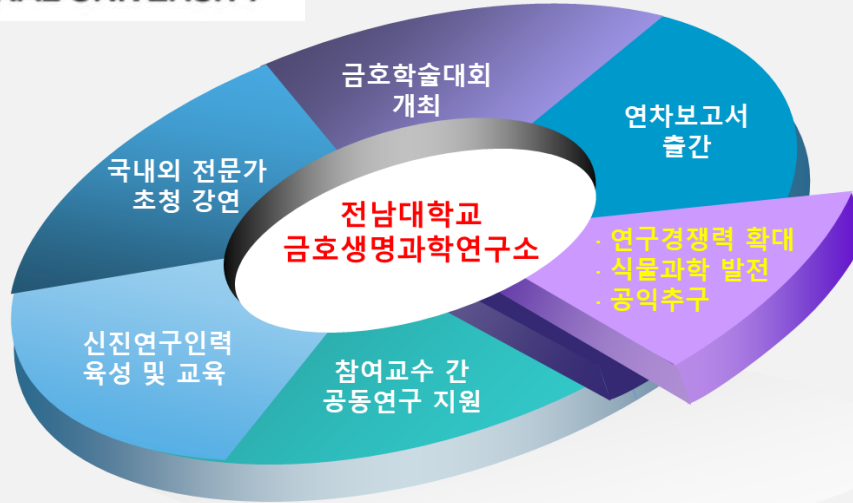 UNIVERSITY
금호학술대회
개최
연차보고서
출간
국내외 전문가
초청 강연
전남대학교
금호생명과학연구소
· 연구경쟁력 확대
· 식물과학 발전
· 공익추구
신진연구인력
육성 및 교육
참여교수 간
공동연구 지원